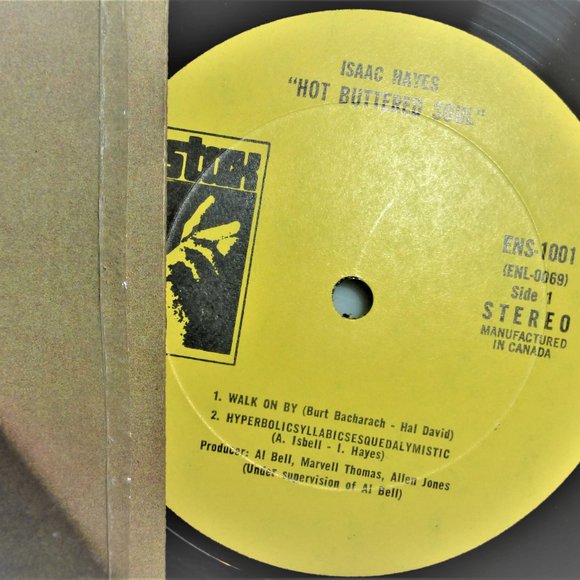 ISAAC HAYES
"HOT BUTTERED SOUL"
stax
ENS-1001
(ENL-0069)
Side 1
STEREO
MANUFACTURED
IN CANADA
1. WALK ON BY (Burt Bacharach - Hal David)
2. HYPERBOLICSYLLABICSESQUEDALYMISTIC
(A. Isbell - I. Hayes)
Producer: Al Bell, Marvell Thomas, Allen Jones
(Under supervision of Al Bell)